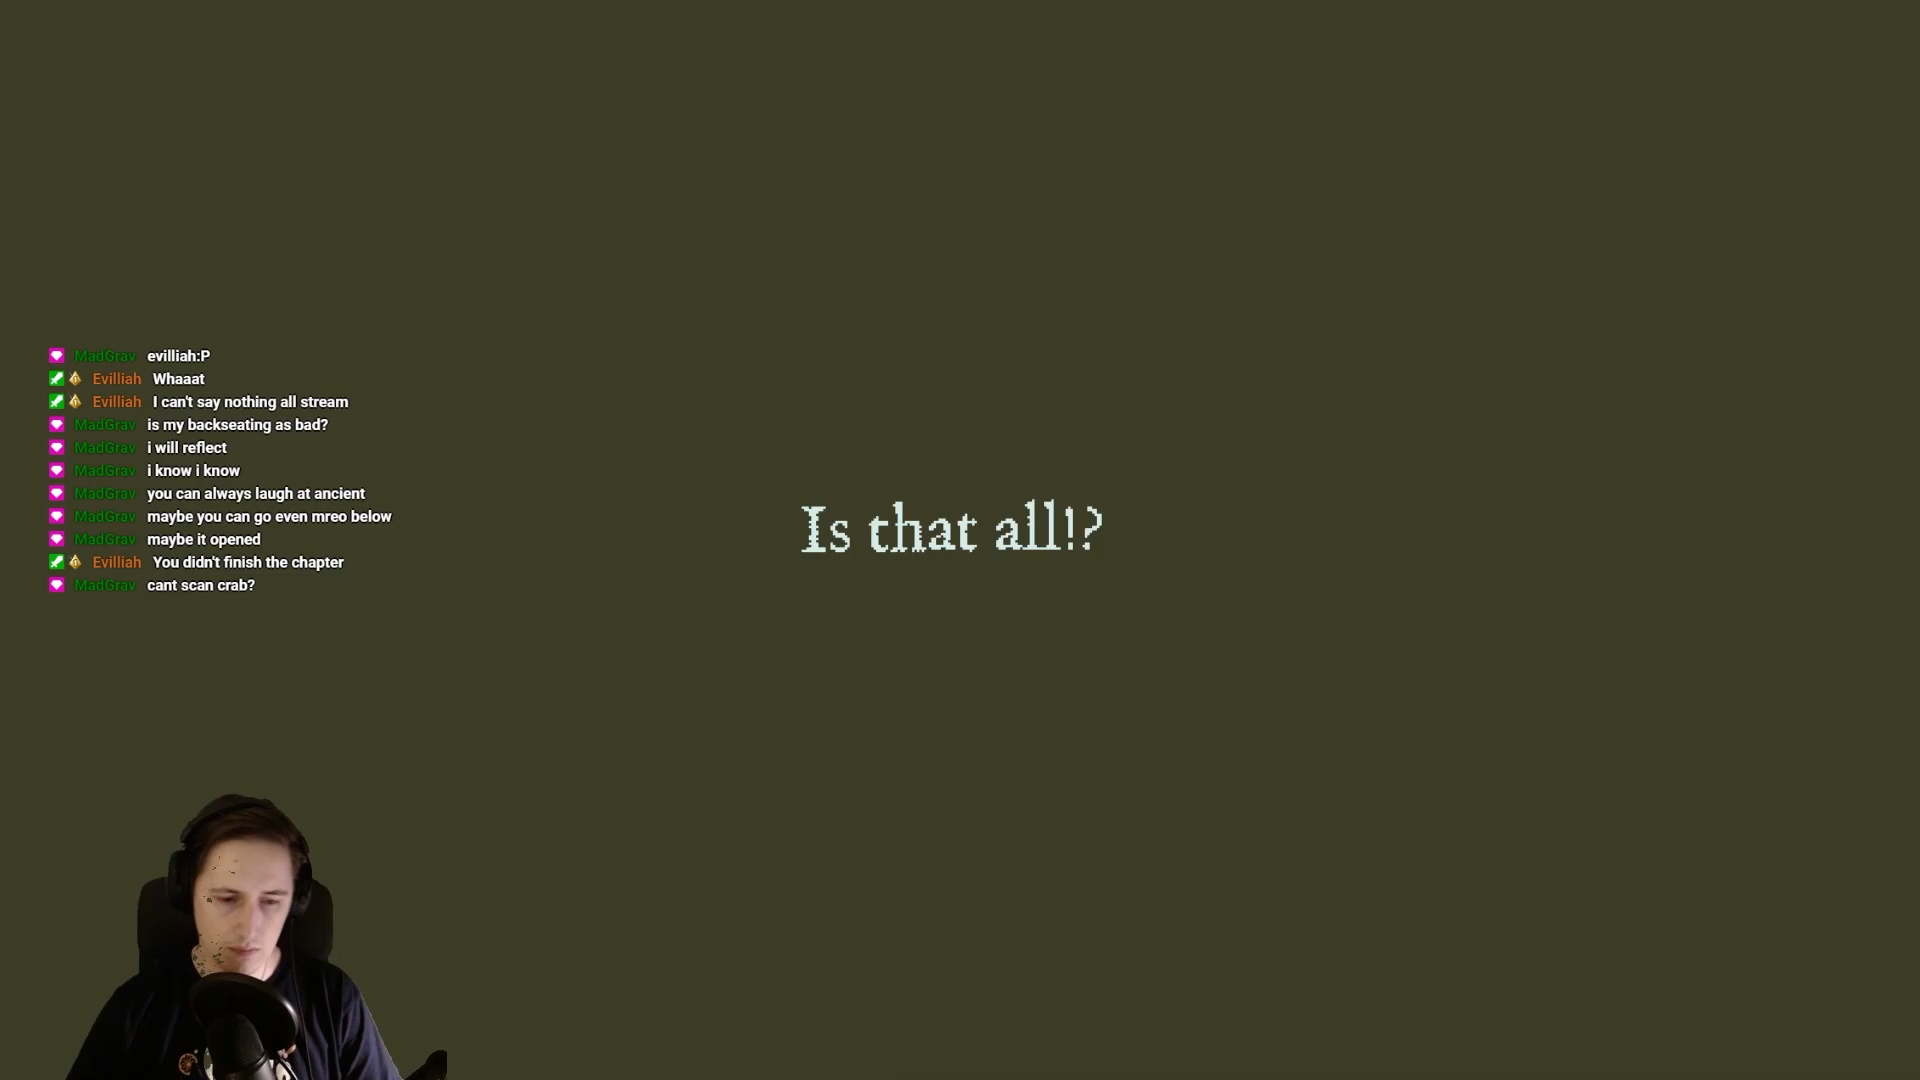 MadGrav evilliah:P
Evilliah Whaaat
Evilliah I can't say nothing all stream
MadGrav is my backseating as bad?
MadGrav i will reflect
MadGrav i know i know
MadGrav you can always laugh at ancient
MadGrav maybe you can go even mreo below
MadGrav maybe it opened
Evilliah You didn't finish the chapter
MadGrav cant scan crab?
Is that all!?